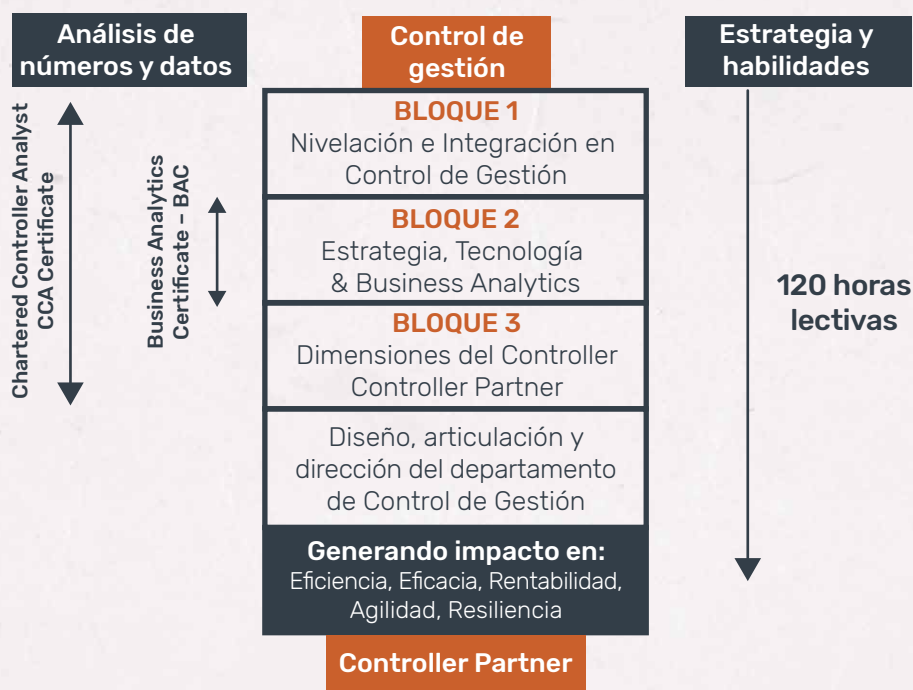 Análisis de
números y datos
Control de
gestión
Estrategia y
habilidades
Chartered Controller Analyst
CCA Certificate
Business Analytics
Certificate – BAC
BLOQUE 1
Nivelación e Integración en
Control de Gestión
BLOQUE 2
Estrategia, Tecnología
& Business Analytics
BLOQUE 3
Dimensiones del Controller
Controller Partner
Diseño, articulación y
dirección del departamento
de Control de Gestión
Generando impacto en:
Eficiencia, Eficacia, Rentabilidad,
Agilidad, Resiliencia
Controller Partner
120 horas
lectivas